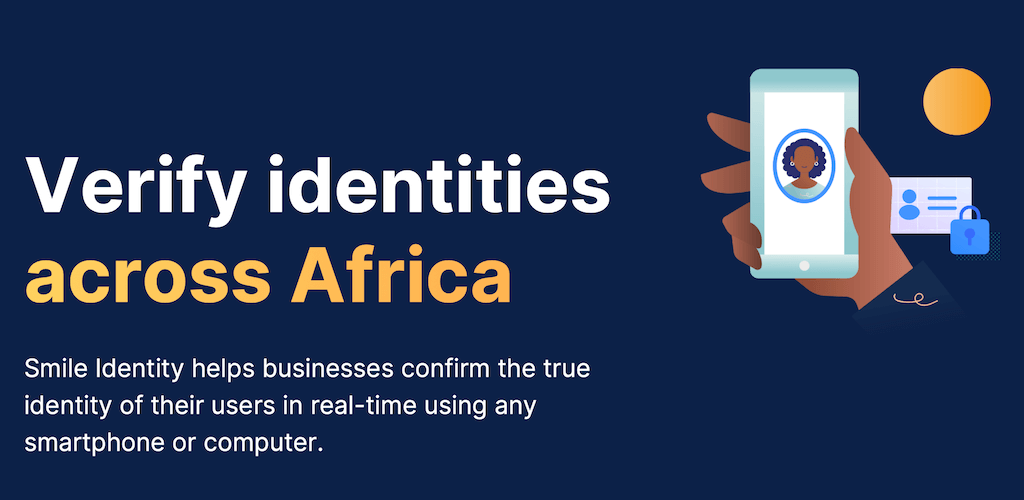 Verify identities
across Africa
Smile Identity helps businesses confirm the true
identity of their users in real-time using any
smartphone or computer.